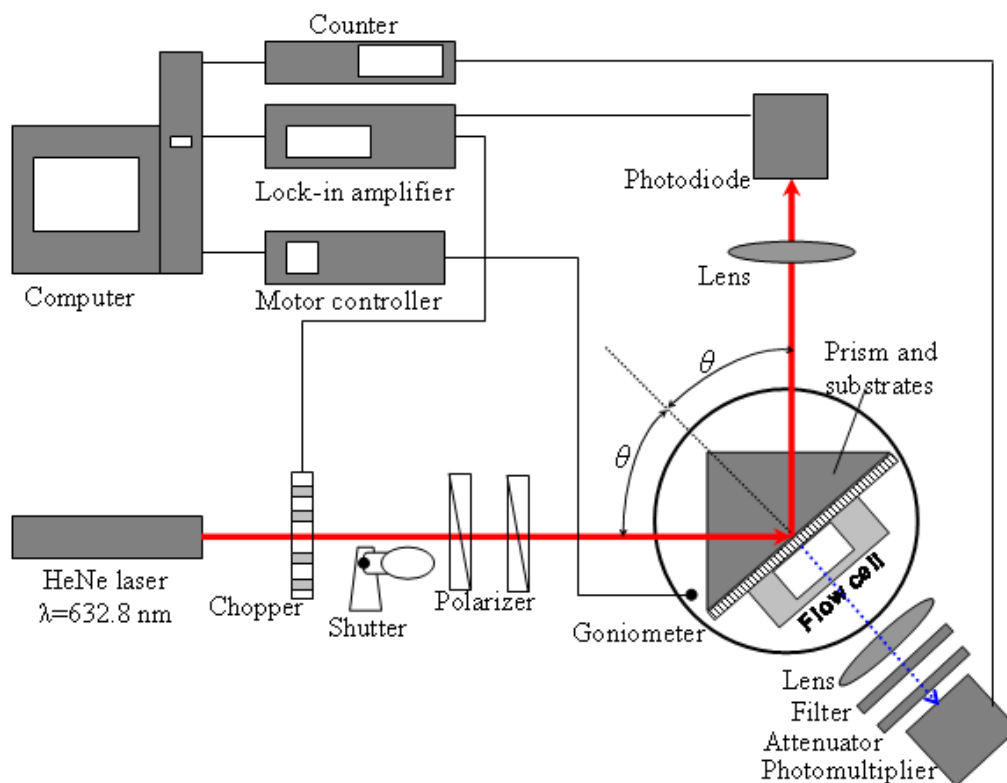 Counter
Lock-in amplifier
Photodiode
Computer
Motor controller
Lens
θ
Prism and
substrates
θ
HeNe laser
λ=632.8 nm
Chopper
Shutter
Polarizer
Goniometer
Flow cell
Lens
Filter
Attenuator
Photomultiplier